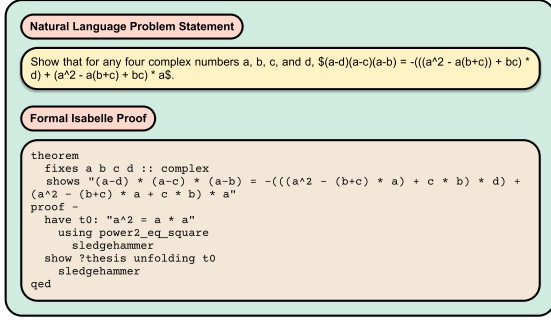 Natural Language Problem Statement
Show that for any four complex numbers a, b, c, and d, $(a-d)(a-c)(a-b) = -(((a^2 - a(b+c)) + bc) *
d) + (a^2 - a(b+c) + bc) * a$.
Formal Isabelle Proof
theorem
  fixes a b c d :: complex
  shows "(a-d) * (a-c) * (a-b) = -(((a^2 - (b+c) * a) + c * b) * d) +
(a^2 - (b+c) * a + c * b) * a"
proof -
  have t0: "a^2 = a * a"
    using power2_eq_square
      sledgehammer
  show ?thesis unfolding t0
    sledgehammer
qed